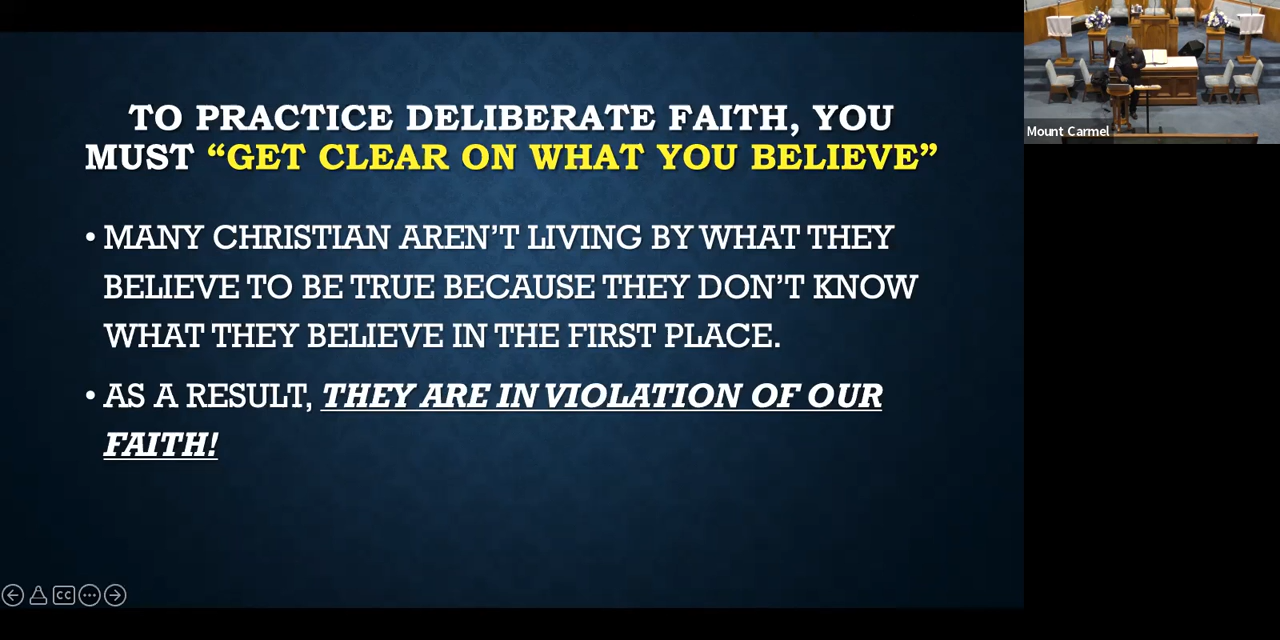 TO PRACTICE DELIBERATE FAITH, YOU
MUST “GET CLEAR ON WHAT YOU BELIEVE”
• MANY CHRISTIAN AREN’T LIVING BY WHAT THEY
BELIEVE TO BE TRUE BECAUSE THEY DON’T KNOW
WHAT THEY BELIEVE IN THE FIRST PLACE.
• AS A RESULT, THEY ARE IN VIOLATION OF OUR
FAITH!
Mount Carmel
CC